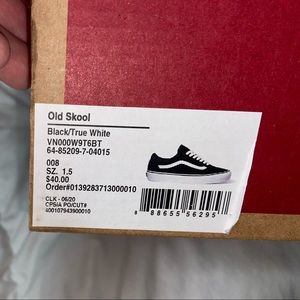 Old Skool
Black/True White
VN000W9T6BT
64-85209-7-04015
008
SZ. 1.5
$40.00
Order#0139283713000010
CLK - 06/20
CPSIA PO/CUT#
400107943900010
8 88655 56295